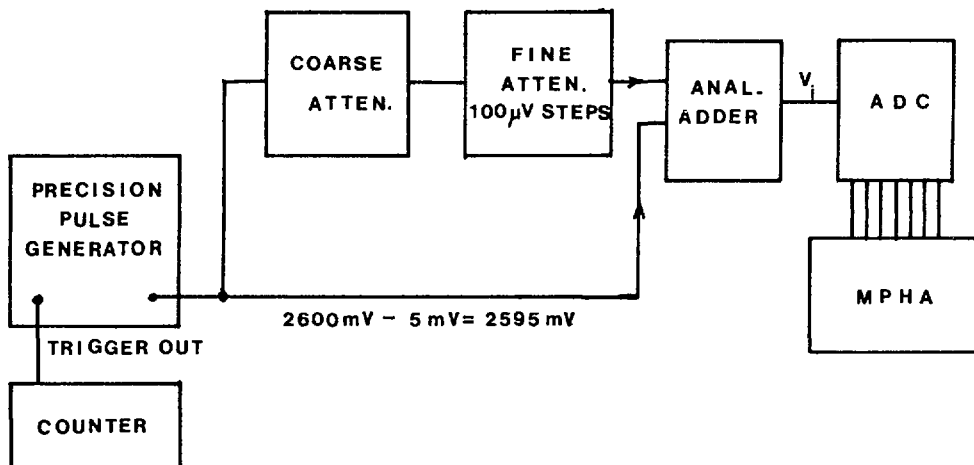 COARSE
ATTEN.
FINE
ATTEN.
100μV STEPS
ANAL-
ADDER
Vi
ADC
PRECISION
PULSE
GENERATOR
2600mV - 5mV= 2595mV
MPHA
TRIGGER OUT
COUNTER